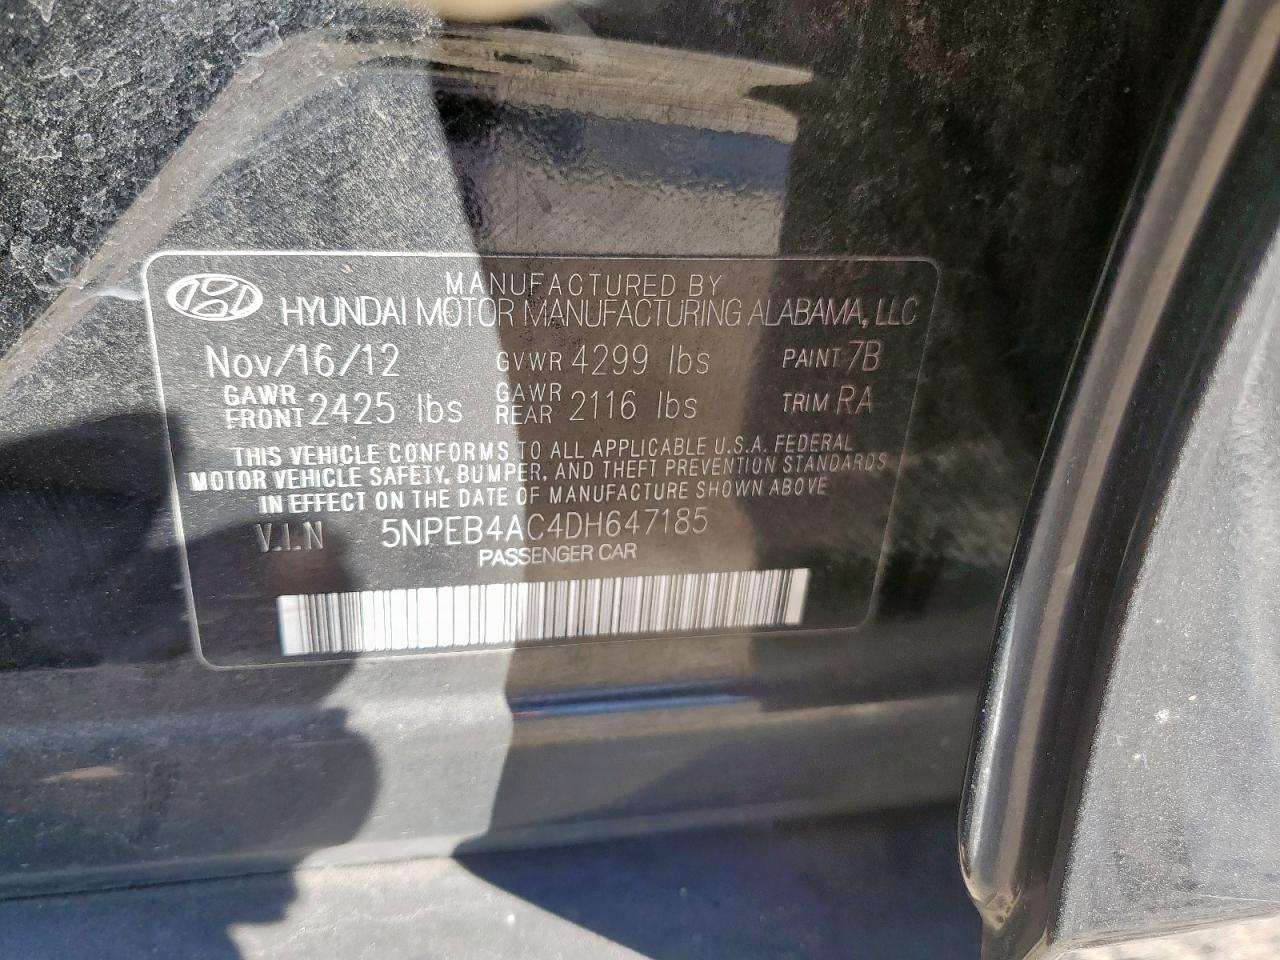 MANUFACTURED BY
HYUNDAI MOTOR MANUFACTURING ALABAMA, LLC
Nov/16/12 GVWR 4299 lbs PAINT 7B
GAWR FRONT 2425 lbs GAWR REAR 2116 lbs TRIM RA
THIS VEHICLE CONFORMS TO ALL APPLICABLE U.S.A. FEDERAL
MOTOR VEHICLE SAFETY, BUMPER, AND THEFT PREVENTION STANDARDS
IN EFFECT ON THE DATE OF MANUFACTURE SHOWN ABOVE
V.I.N 5NPEB4AC4DH647185
PASSENGER CAR